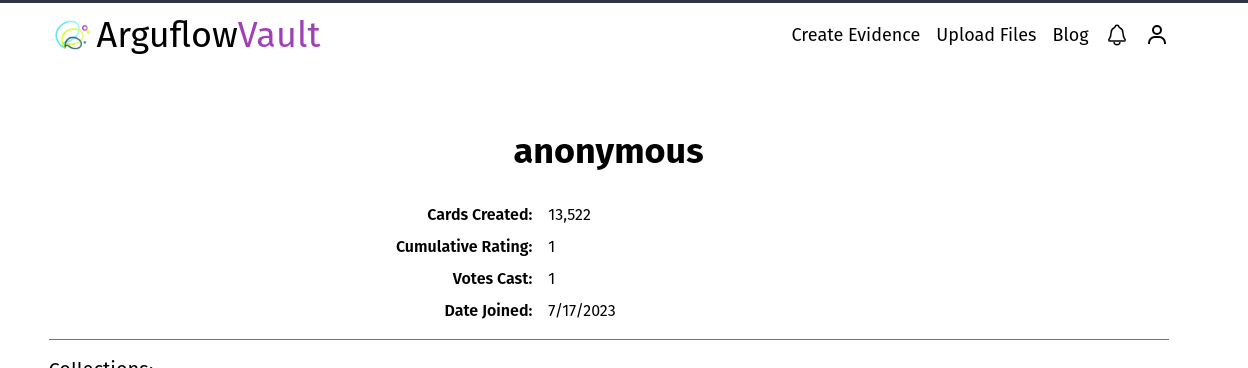 ArguflowVault
Create Evidence Upload Files Blog
anonymous
Cards Created: 13,522
Cumulative Rating: 1
Votes Cast: 1
Date Joined: 7/17/2023
Collections: